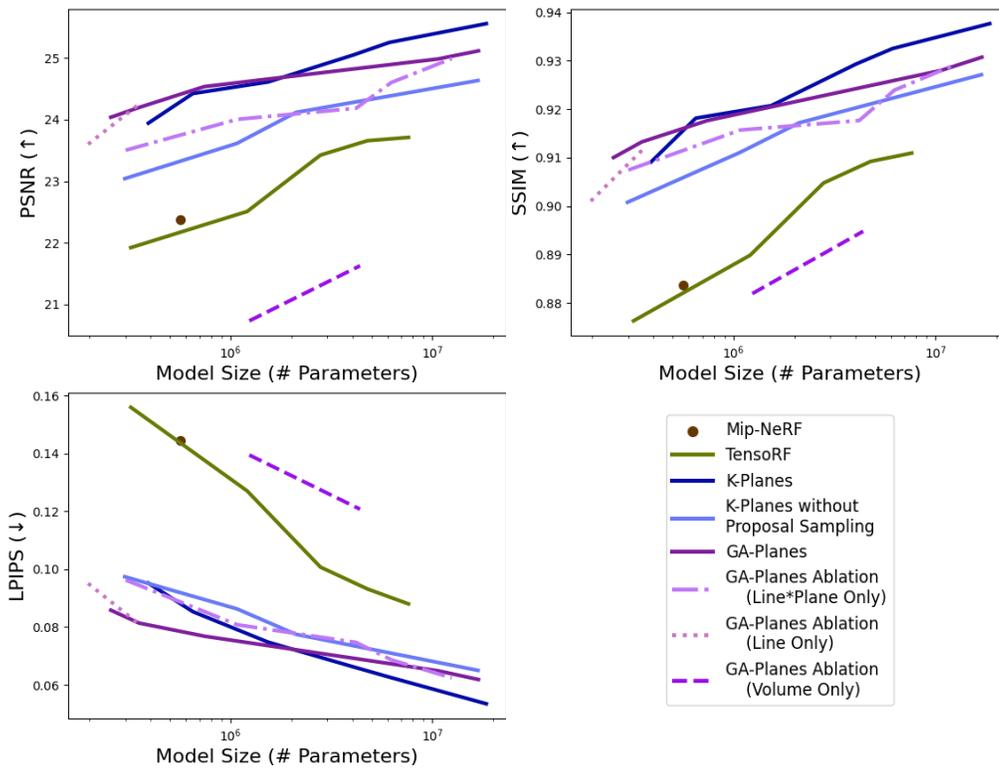 25
24
23
22
21
PSNR (↑)
10⁶
10⁷
Model Size (# Parameters)
0.94
0.93
0.92
0.91
0.90
0.89
0.88
SSIM (↑)
10⁶
10⁷
Model Size (# Parameters)
0.16
0.14
0.12
0.10
0.08
0.06
LPIPS (↓)
10⁶
10⁷
Model Size (# Parameters)
Mip-NeRF
TensoRF
K-Planes
K-Planes without
Proposal Sampling
GA-Planes
GA-Planes Ablation
(Line*Plane Only)
GA-Planes Ablation
(Line Only)
GA-Planes Ablation
(Volume Only)